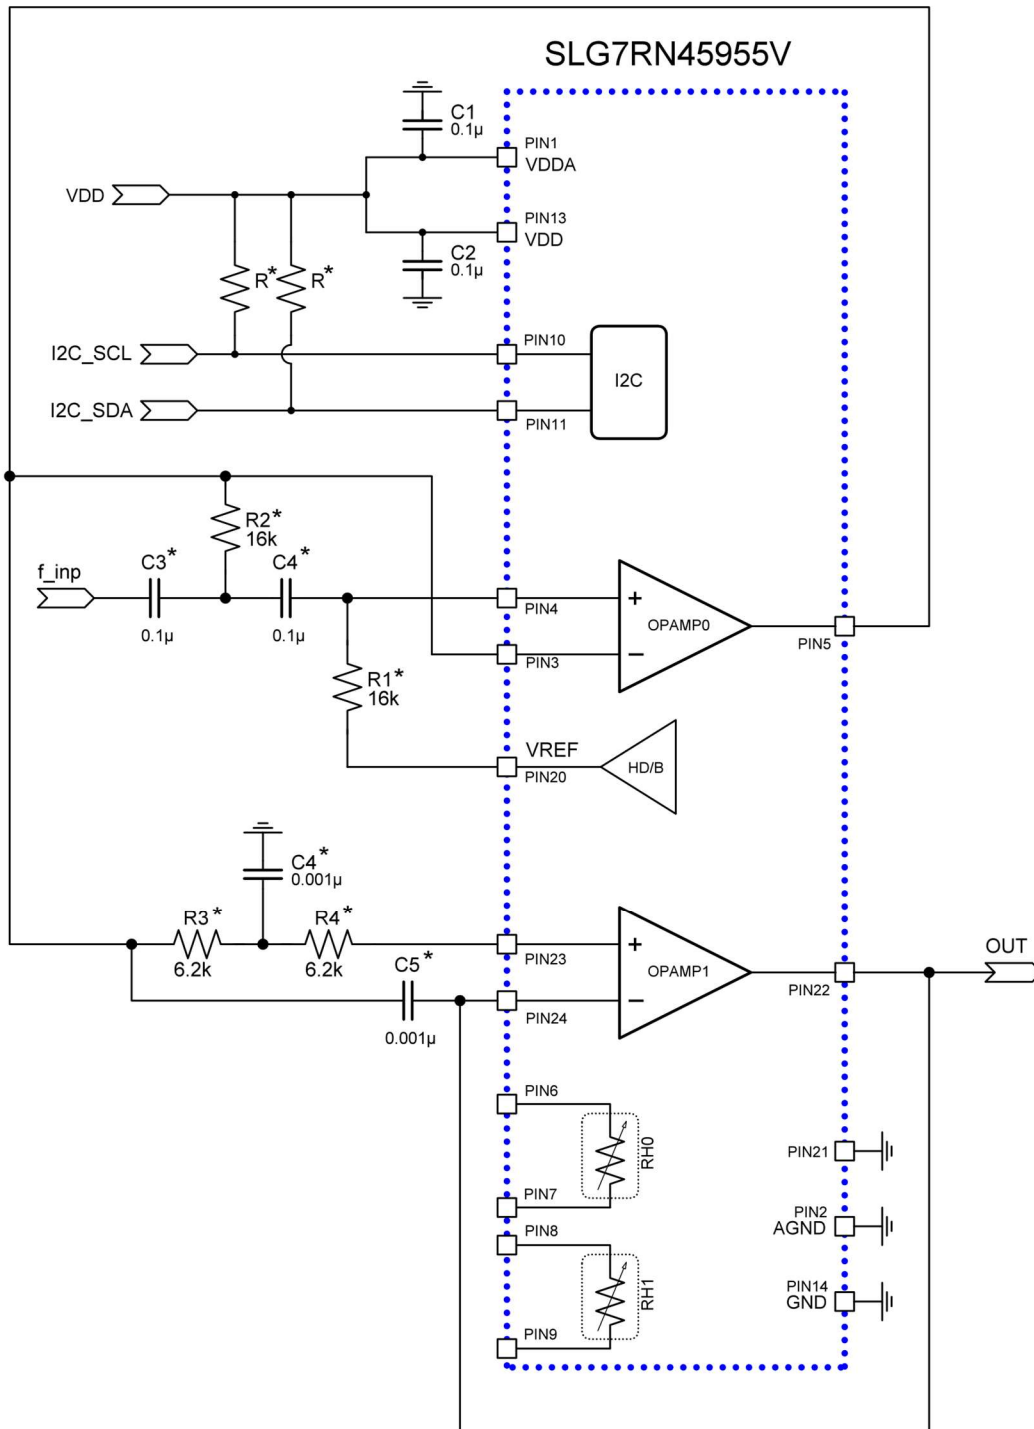 SLG7RN45955V
C1
0.1µ
PIN1
VDDA
VDD
PIN13
VDD
C2
0.1µ
R*
R*
I2C_SCL
PIN10
I2C
I2C_SDA
PIN11
R2*
16k
C3*
C4*
f_inp
0.1µ
0.1µ
PIN4
+
OPAMP0
PIN5
PIN3
−
R1*
16k
VREF
PIN20
HD/B
C4*
0.001µ
R3*
R4*
6.2k
6.2k
PIN23
+
OPAMP1
OUT
PIN22
C5*
0.001µ
PIN24
−
PIN6
RH0
PIN7
PIN21
PIN8
PIN2
AGND
RH1
PIN14
GND
PIN9